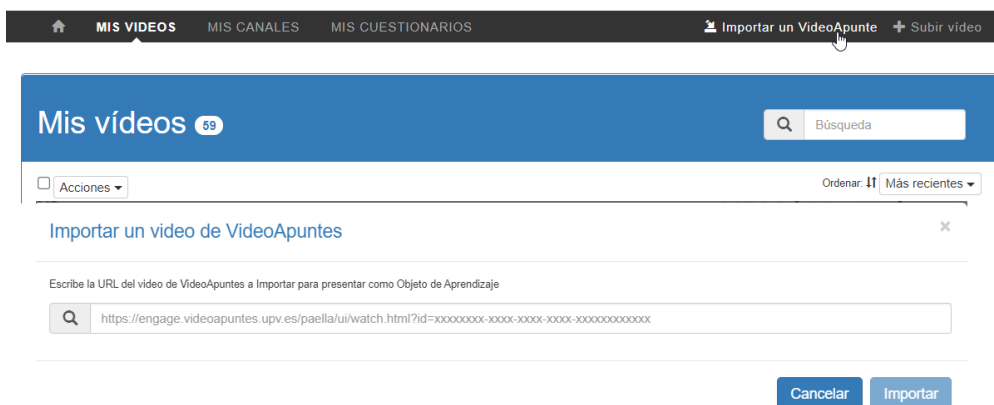 MIS VIDEOS MIS CANALES MIS CUESTIONARIOS Importar un VideoApunte Subir vídeo
Mis vídeos 59 Búsqueda
Acciones Ordenar: Más recientes
Importar un video de VideoApuntes ×
Escribe la URL del video de VideoApuntes a Importar para presentar como Objeto de Aprendizaje
https://engage.videoapuntes.upv.es/paella/ui/watch.html?id=xxxxxxxx-xxxx-xxxx-xxxx-xxxxxxxxxxxx
Cancelar Importar